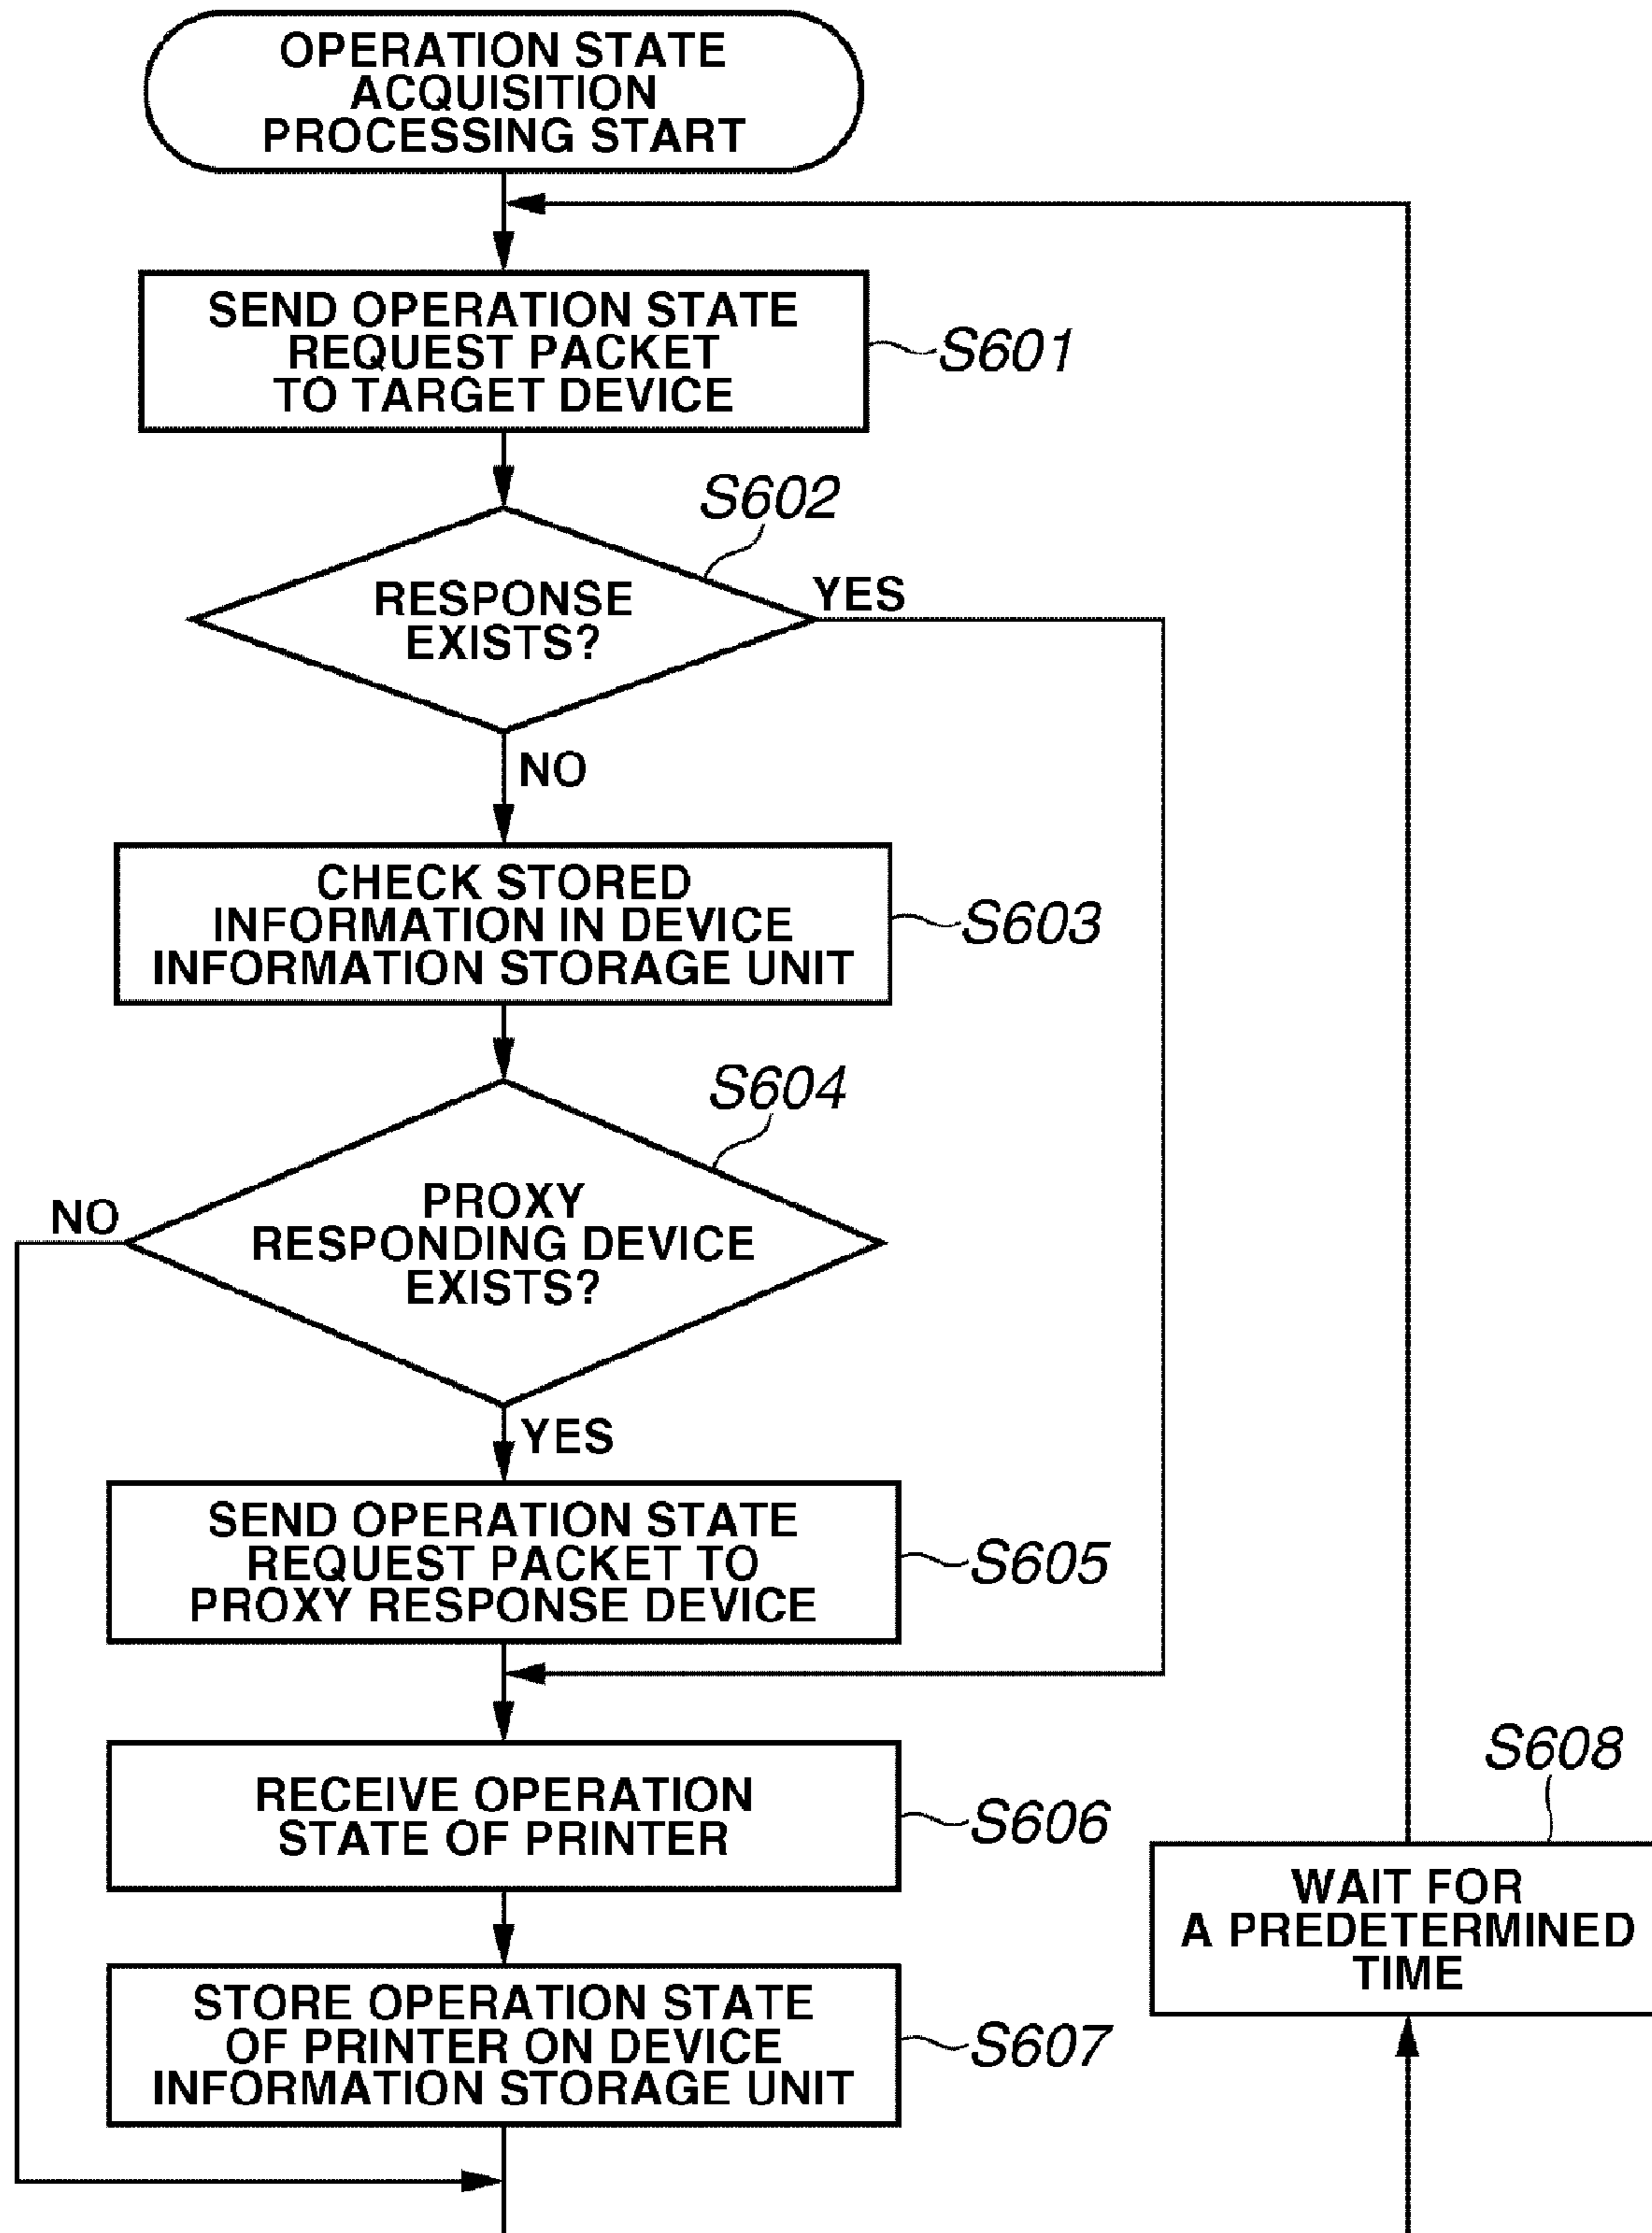 OPERATION STATE
ACQUISITION
PROCESSING START
SEND OPERATION STATE
REQUEST PACKET
TO TARGET DEVICE
S601
S602
RESPONSE
EXISTS?
YES
NO
CHECK STORED
INFORMATION IN DEVICE
INFORMATION STORAGE UNIT
S603
S604
PROXY
RESPONDING DEVICE
EXISTS?
NO
YES
SEND OPERATION STATE
REQUEST PACKET TO
PROXY RESPONSE DEVICE
S605
RECEIVE OPERATION
STATE OF PRINTER
S606
STORE OPERATION STATE
OF PRINTER ON DEVICE
INFORMATION STORAGE UNIT
S607
S608
WAIT FOR
A PREDETERMINED
TIME